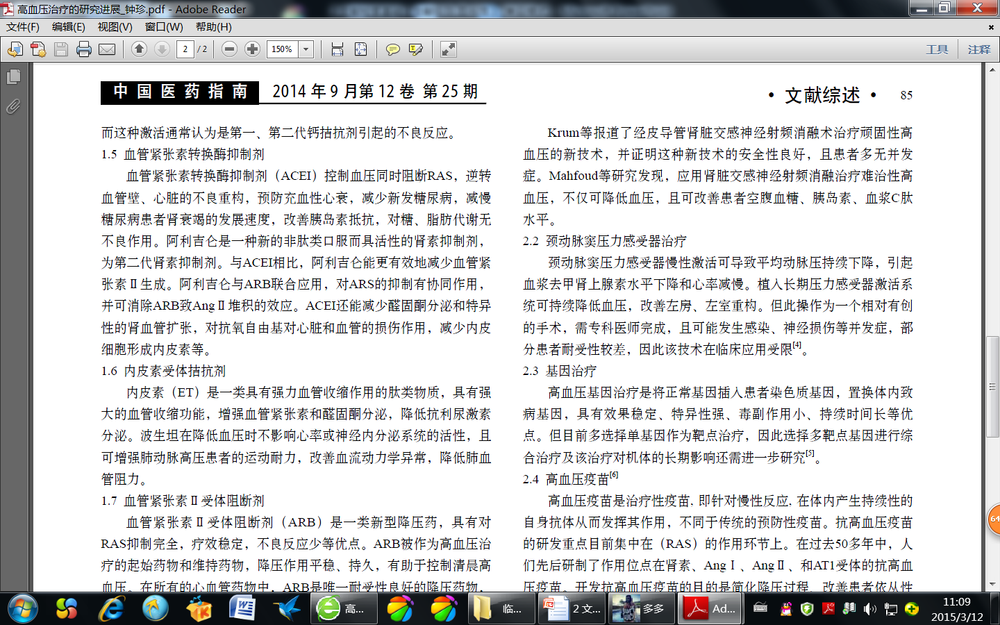 高血压治疗的研究进展_钟珍.pdf - Adobe Reader
文件(F) 编辑(E) 视图(V) 窗口(W) 帮助(H)
2 / 2 150% 工具 注释
中国医药指南 2014 年 9 月第 12 卷 第 25 期 • 文献综述 • 85
而这种激活通常认为是第一、第二代钙拮抗剂引起的不良反应。
1.5 血管紧张素转换酶抑制剂
血管紧张素转换酶抑制剂（ACEI）控制血压同时阻断RAS，逆转
血管壁、心脏的不良重构，预防充血性心衰，减少新发糖尿病，减慢
糖尿病患者肾衰竭的发展速度，改善胰岛素抵抗，对糖、脂肪代谢无
不良作用。阿利吉仑是一种新的非肽类口服而具活性的肾素抑制剂，
为第二代肾素抑制剂。与ACEI相比，阿利吉仑能更有效地减少血管紧
张素Ⅱ生成。阿利吉仑与ARB联合应用，对ARS的抑制有协同作用，
并可消除ARB致AngⅡ堆积的效应。ACEI还能减少醛固酮分泌和特异
性的肾血管扩张，对抗氧自由基对心脏和血管的损伤作用，减少内皮
细胞形成内皮素等。
1.6 内皮素受体拮抗剂
内皮素（ET）是一类具有强力血管收缩作用的肽类物质，具有强
大的血管收缩功能，增强血管紧张素和醛固酮分泌，降低抗利尿激素
分泌。波生坦在降低血压时不影响心率或神经内分泌系统的活性，且
可增强肺动脉高压患者的运动耐力，改善血流动力学异常，降低肺血
管阻力。
1.7 血管紧张素Ⅱ受体阻断剂
血管紧张素Ⅱ受体阻断剂（ARB）是一类新型降压药，具有对
RAS抑制完全，疗效稳定，不良反应少等优点。ARB被作为高血压治
疗的起始药物和维持药物，降压作用平稳、持久，有助于控制清晨高
血压。在所有的心血管药物中，ARB是唯一耐受性良好的降压药物，
Krum等报道了经皮导管肾脏交感神经射频消融术治疗顽固性高
血压的新技术，并证明这种新技术的安全性良好，且患者多无并发
症。Mahfoud等研究发现，应用肾脏交感神经射频消融治疗难治性高
血压，不仅可降低血压，且可改善患者空腹血糖、胰岛素、血浆C肽
水平。
2.2 颈动脉窦压力感受器治疗
颈动脉窦压力感受器慢性激活可导致平均动脉压持续下降，引起
血浆去甲肾上腺素水平下降和心率减慢。植入长期压力感受器激活系
统可持续降低血压，改善左房、左室重构。但此操作为一个相对有创
的手术，需专科医师完成，且可能发生感染、神经损伤等并发症，部
分患者耐受性较差，因此该技术在临床应用受限[4]。
2.3 基因治疗
高血压基因治疗是将正常基因插入患者染色质基因，置换体内致
病基因，具有效果稳定、特异性强、毒副作用小、持续时间长等优
点。但目前多选择单基因作为靶点治疗，因此选择多靶点基因进行综
合治疗及该治疗对机体的长期影响还需进一步研究[5]。
2.4 高血压疫苗[6]
高血压疫苗是治疗性疫苗, 即针对慢性反应, 在体内产生持续性的
自身抗体从而发挥其作用，不同于传统的预防性疫苗。抗高血压疫苗
的研发重点目前集中在（RAS）的作用环节上。在过去50多年中，人
们先后研制了作用位点在肾素、AngⅠ、AngⅡ、和AT1受体的抗高血
压疫苗。开发抗高血压疫苗的目的是简化降压过程、改善患者依从性
64
高... 临... 2 文... 多多 Ad... 11:09
2015/3/12